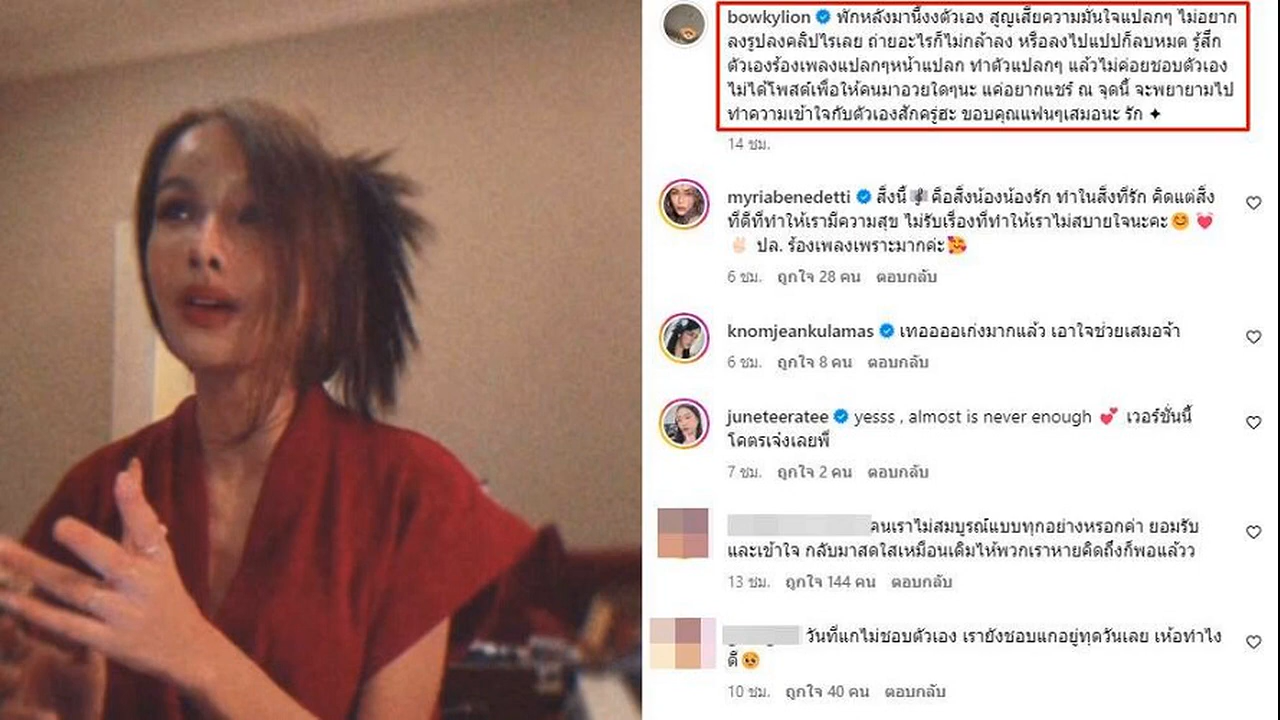 bowkylion พักหลังมานี้งงตัวเอง สูญเสียความมั่นใจแปลกๆ ไม่อยาก
ลงรูปลงคลิปไรเลย ถ่ายอะไรก็ไม่กล้าลง หรือลงไปแปปก็ลบหมด รู้สึก
ตัวเองร้องเพลงแปลกๆหน้าแปลก ทำตัวแปลกๆ แล้วไม่ค่อยชอบตัวเอง
ไม่ได้โพสต์เพื่อให้คนมาอวยใดๆนะ แค่อยากแชร์ ณ จุดนี้ จะพยายามไป
ทำความเข้าใจกับตัวเองสักครู่ฮะ ขอบคุณแฟนๆเสมอนะ รัก ✦
14 ชม.
myriabenedetti สิ่งนี้🎼คือสิ่งน้องน้องรัก ทำในสิ่งที่รัก คิดแต่สิ่ง
ที่ดีที่ทำให้เรามีความสุข ไม่รับเรื่องที่ทำให้เราไม่สบายใจนะคะ😊 💓
✌🏻 ปล. ร้องเพลงเพราะมากค่ะ🥰
6 ชม. ถูกใจ 28 คน ตอบกลับ
knomjeankulamas เทออออเก่งมากแล้ว เอาใจช่วยเสมอจ้า
6 ชม. ถูกใจ 8 คน ตอบกลับ
juneteeratee yesss , almost is never enough 💕 เวอร์ชั่นนี้
โคตรเจ๋งเลยพี่
7 ชม. ถูกใจ 2 คน ตอบกลับ
คนเราไม่สมบูรณ์แบบทุกอย่างหรอกค่า ยอมรับ
และเข้าใจ กลับมาสดใสเหมือนเดิมให้พวกเราหายคิดถึงก็พอแล้วว
13 ชม. ถูกใจ 144 คน ตอบกลับ
วันที่แกไม่ชอบตัวเอง เรายังชอบแกอยู่ทุดวันเลย เห้อทำไง
ดี 🥺
10 ชม. ถูกใจ 40 คน ตอบกลับ